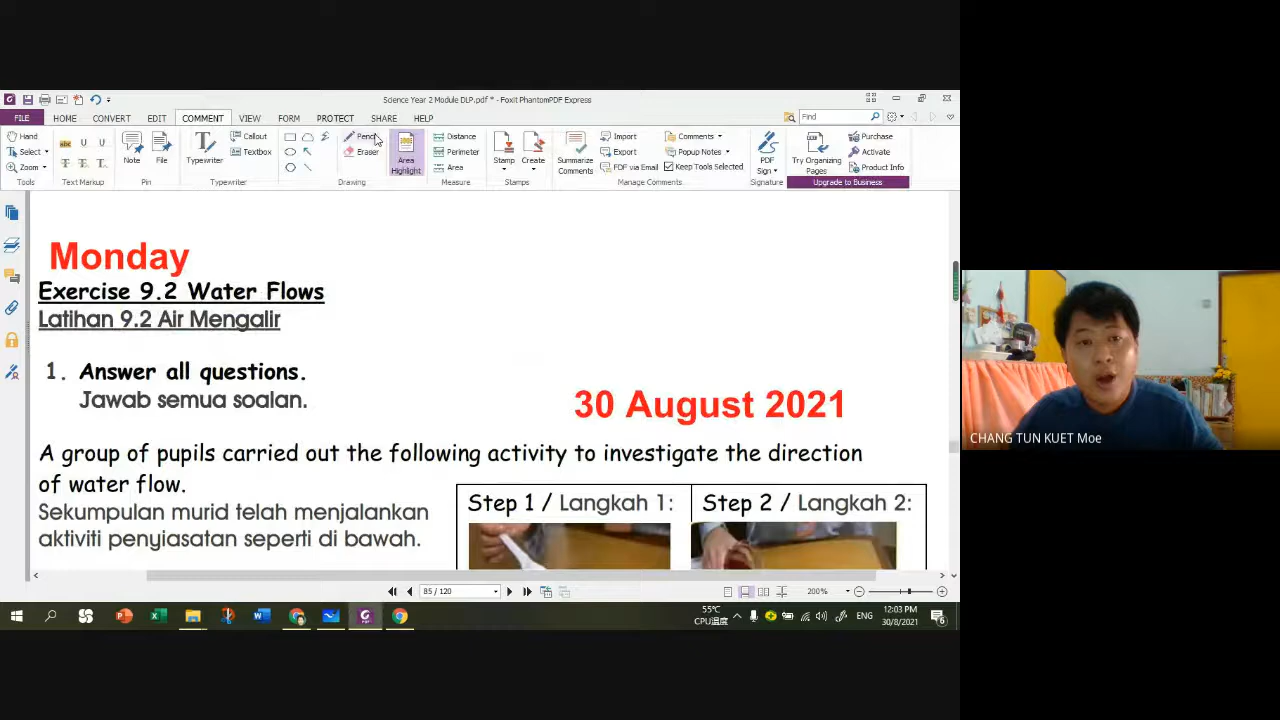 Science Year 2 Module DLP.pdf * - Foxit PhantomPDF Express
FILE HOME CONVERT EDIT COMMENT VIEW FORM PROTECT SHARE HELP
Find
Hand
Select
Zoom
Tools
Text Markup
Note
File
Pin
Typewriter
Callout
Textbox
Typewriter
Pencil
Eraser
Drawing
Area Highlight
Distance
Perimeter
Area
Measure
Stamp
Create
Stamps
Summarize Comments
Import
Export
FDF via Email
Comments
Popup Notes
Keep Tools Selected
Manage Comments
PDF Sign
Signature
Try Organizing Pages
Purchase
Activate
Product Info
Upgrade to Business
Monday
Exercise 9.2 Water Flows
Latihan 9.2 Air Mengalir
1. Answer all questions.
Jawab semua soalan.
30 August 2021
A group of pupils carried out the following activity to investigate the direction
of water flow.
Sekumpulan murid telah menjalankan
aktiviti penyiasatan seperti di bawah.
Step 1 / Langkah 1:
Step 2 / Langkah 2:
CHANG TUN KUET Moe
85 / 120
200%
55℃
CPU温度
ENG
12:03 PM
30/8/2021
6